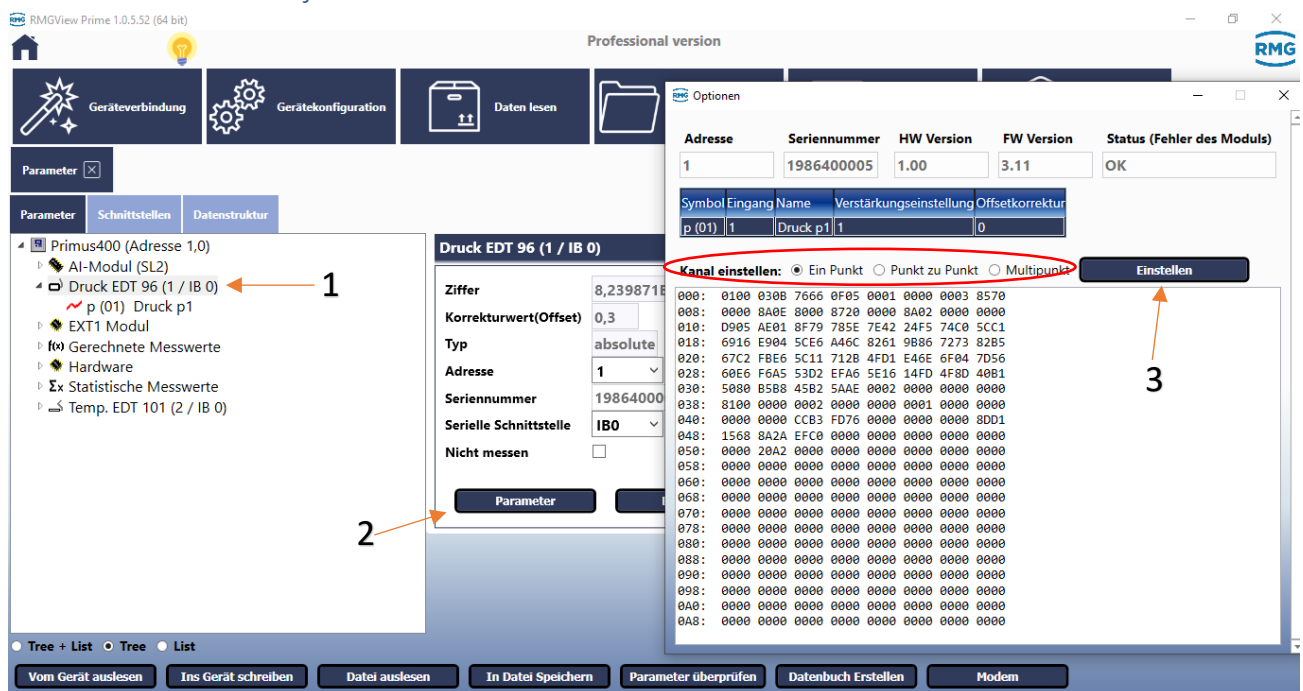 RMGView Prime 1.0.5.52 (64 bit)
Professional version
RMG
Geräteverbindung
Gerätekonfiguration
Daten lesen
Parameter
Parameter Schnittstellen Datenstruktur
Primus400 (Adresse 1,0)
AI-Modul (SL2)
Druck EDT 96 (1 / IB 0)
p (01) Druck p1
EXT1 Modul
f(x) Gerechnete Messwerte
Hardware
Σx Statistische Messwerte
Temp. EDT 101 (2 / IB 0)
1
2
Druck EDT 96 (1 / IB 0)
Ziffer 8,239871
Korrekturwert(Offset) 0,3
Typ absolute
Adresse 1
Seriennummer 19864000
Serielle Schnittstelle IB0
Nicht messen
Parameter
RMG Optionen
Adresse Seriennummer HW Version FW Version Status (Fehler des Moduls)
1 1986400005 1.00 3.11 OK
Symbol Eingang Name Verstärkungseinstellung Offsetkorrektur
p (01) 1 Druck p1 1 0
Kanal einstellen: Ein Punkt Punkt zu Punkt Multipunkt Einstellen
3
000: 0100 030B 7666 0F05 0001 0000 0003 8570
008: 0000 8A0E 8000 8720 0000 8A02 0000 0000
010: D905 AE01 8F79 785E 7E42 24F5 74C0 5CC1
018: 6916 E904 5CE6 A46C 8261 9B86 7273 82B5
020: 67C2 FBE6 5C11 712B 4FD1 E46E 6F04 7D56
028: 60E6 F6A5 53D2 EFA6 5E16 14FD 4F8D 40B1
030: 5080 B5B8 45B2 5AAE 0002 0000 0000 0000
038: 8100 0000 0002 0000 0000 0001 0000 0000
040: 0000 0000 CCB3 FD76 0000 0000 0000 8DD1
048: 1568 8A2A EFC0 0000 0000 0000 0000 0000
050: 0000 20A2 0000 0000 0000 0000 0000 0000
058: 0000 0000 0000 0000 0000 0000 0000 0000
060: 0000 0000 0000 0000 0000 0000 0000 0000
068: 0000 0000 0000 0000 0000 0000 0000 0000
070: 0000 0000 0000 0000 0000 0000 0000 0000
078: 0000 0000 0000 0000 0000 0000 0000 0000
080: 0000 0000 0000 0000 0000 0000 0000 0000
088: 0000 0000 0000 0000 0000 0000 0000 0000
090: 0000 0000 0000 0000 0000 0000 0000 0000
098: 0000 0000 0000 0000 0000 0000 0000 0000
0A0: 0000 0000 0000 0000 0000 0000 0000 0000
0A8: 0000 0000 0000 0000 0000 0000 0000 0000
Tree + List Tree List
Vom Gerät auslesen Ins Gerät schreiben Datei auslesen In Datei Speichern Parameter überprüfen Datenbuch Erstellen Modem